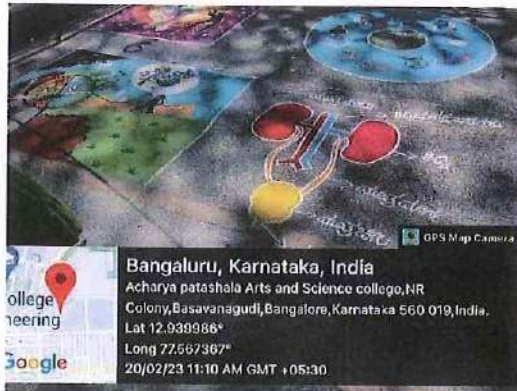 GPS Map Camera
Bangaluru, Karnataka, India
Acharya patashala Arts and Science college,NR
Colony,Basavanagudi,Bangalore,Karnataka 560 019,India.
Lat 12.939986°
Long 77.567367°
20/02/23 11:10 AM GMT +05:30
ollege
neering
Google